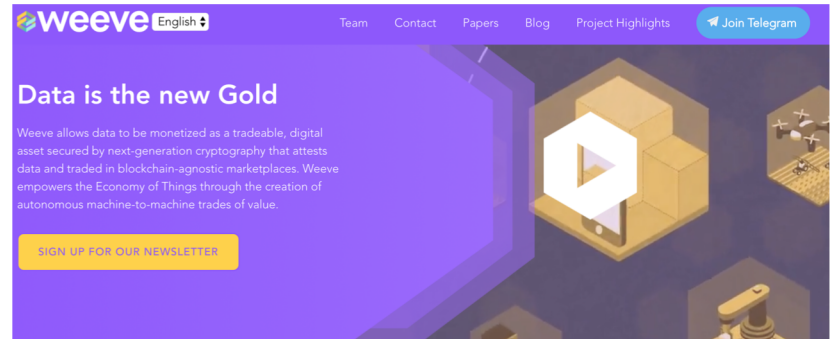 weeve English
Team Contact Papers Blog Project Highlights Join Telegram
Data is the new Gold
Weeve allows data to be monetized as a tradeable, digital
asset secured by next-generation cryptography that attests
data and traded in blockchain-agnostic marketplaces. Weeve
empowers the Economy of Things through the creation of
autonomous machine-to-machine trades of value.
SIGN UP FOR OUR NEWSLETTER